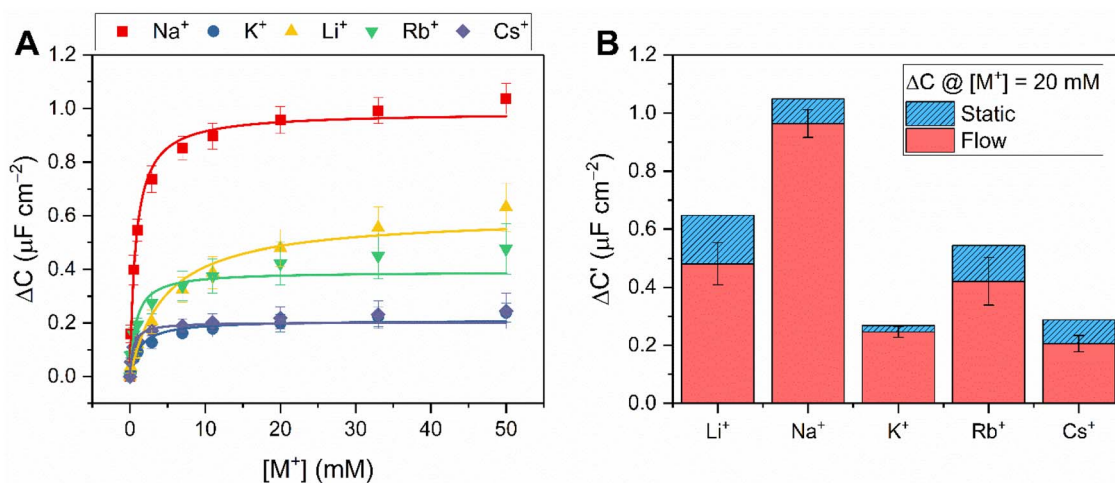 A
Na⁺ K⁺ Li⁺ Rb⁺ Cs⁺
ΔC (µF cm⁻²)
1.2
1.0
0.8
0.6
0.4
0.2
0.0
0 10 20 30 40 50
[M⁺] (mM)
B
ΔC @ [M⁺] = 20 mM
Static
Flow
ΔC' (µF cm⁻²)
1.2
1.0
0.8
0.6
0.4
0.2
0.0
Li⁺ Na⁺ K⁺ Rb⁺ Cs⁺